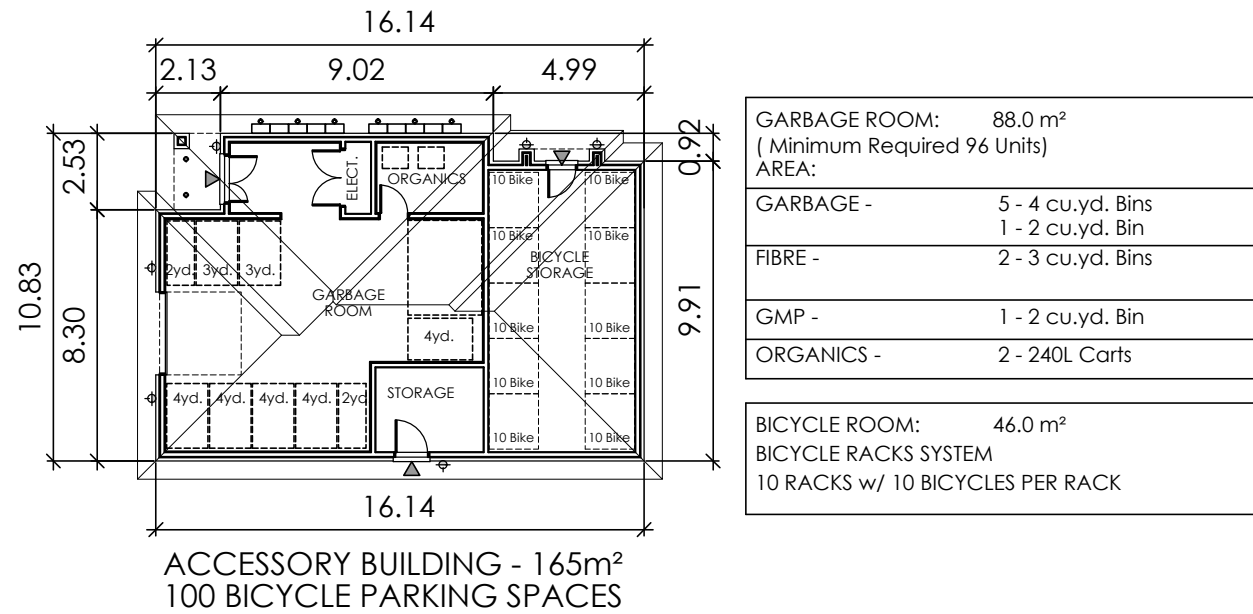 16.14
2.13 9.02 4.99
2.53
10.83
8.30
0.92
9.91
ELECT.
ORGANICS
10 Bike 10 Bike
10 Bike 10 Bike
BICYCLE
STORAGE
2yd. 3yd. 3yd.
GARBAGE
ROOM
10 Bike 10 Bike
4yd.
10 Bike 10 Bike
4yd. 4yd. 4yd. 4yd. 2yd
STORAGE
10 Bike 10 Bike
16.14
ACCESSORY BUILDING - 165m²
100 BICYCLE PARKING SPACES
GARBAGE ROOM: 88.0 m²
( Minimum Required 96 Units)
AREA:
GARBAGE - 5 - 4 cu.yd. Bins
1 - 2 cu.yd. Bin
FIBRE - 2 - 3 cu.yd. Bins
GMP - 1 - 2 cu.yd. Bin
ORGANICS - 2 - 240L Carts
BICYCLE ROOM: 46.0 m²
BICYCLE RACKS SYSTEM
10 RACKS w/ 10 BICYCLES PER RACK